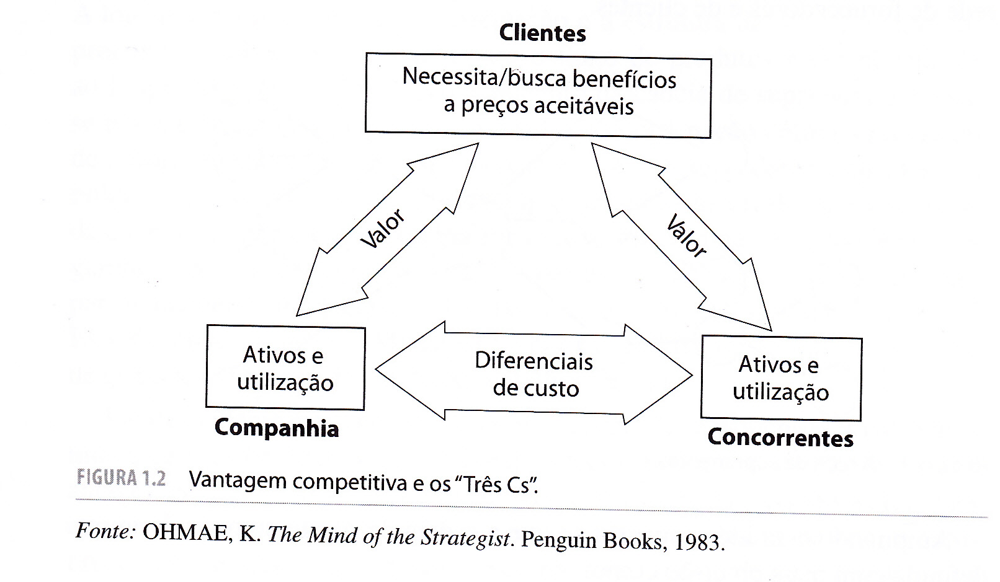 Clientes
Necessita/busca benefícios
a preços aceitáveis
Valor
Valor
Ativos e
utilização
Diferenciais
de custo
Ativos e
utilização
Companhia
Concorrentes
FIGURA 1.2 Vantagem competitiva e os “Três Cs”.
Fonte: OHMAE, K. The Mind of the Strategist. Penguin Books, 1983.